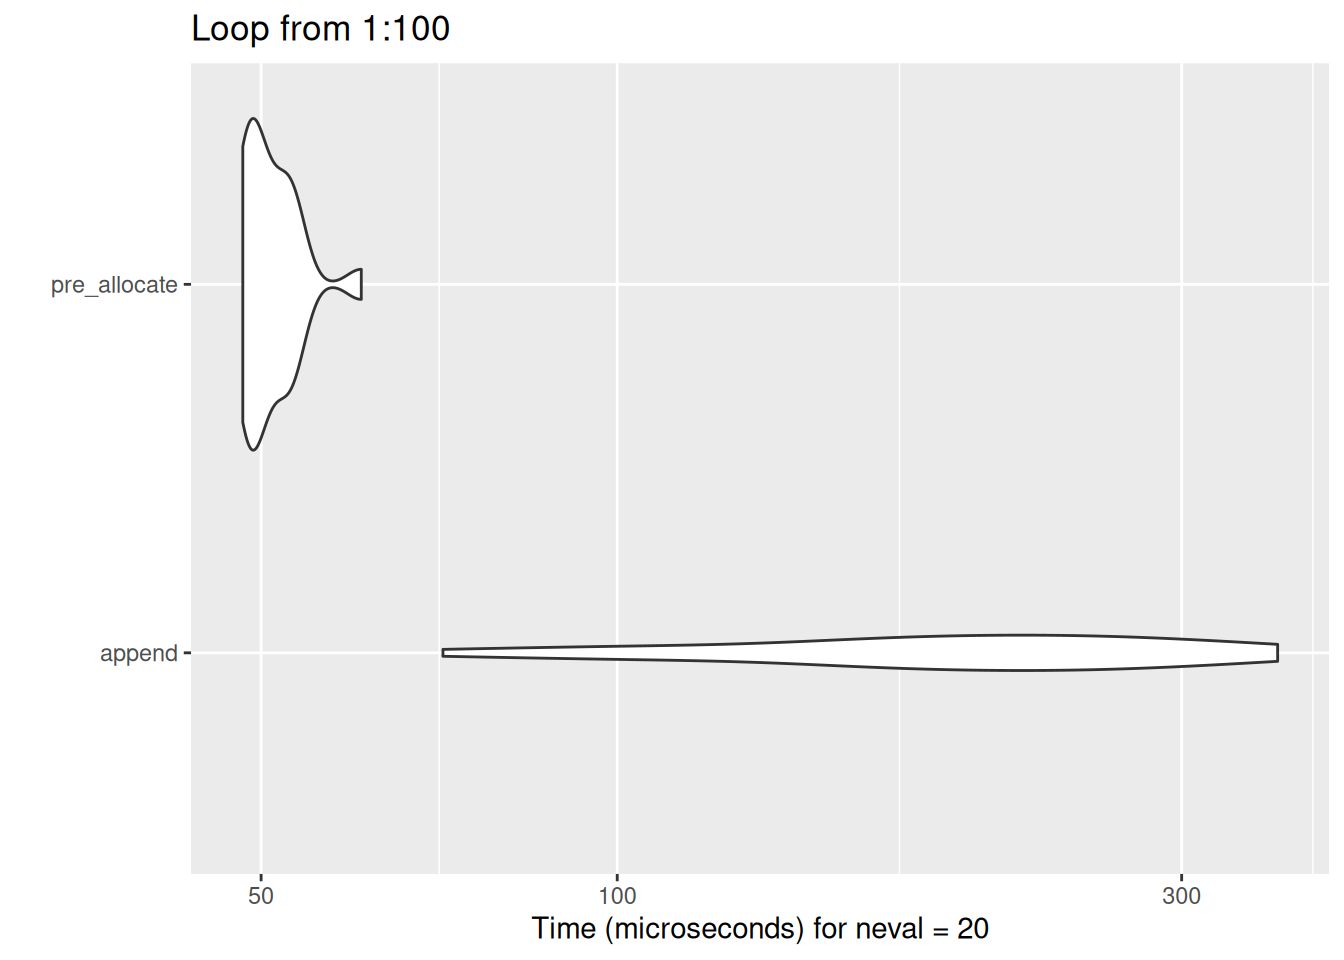 Loop from 1:100
pre_allocate
append
50 100 300
Time (microseconds) for neval = 20